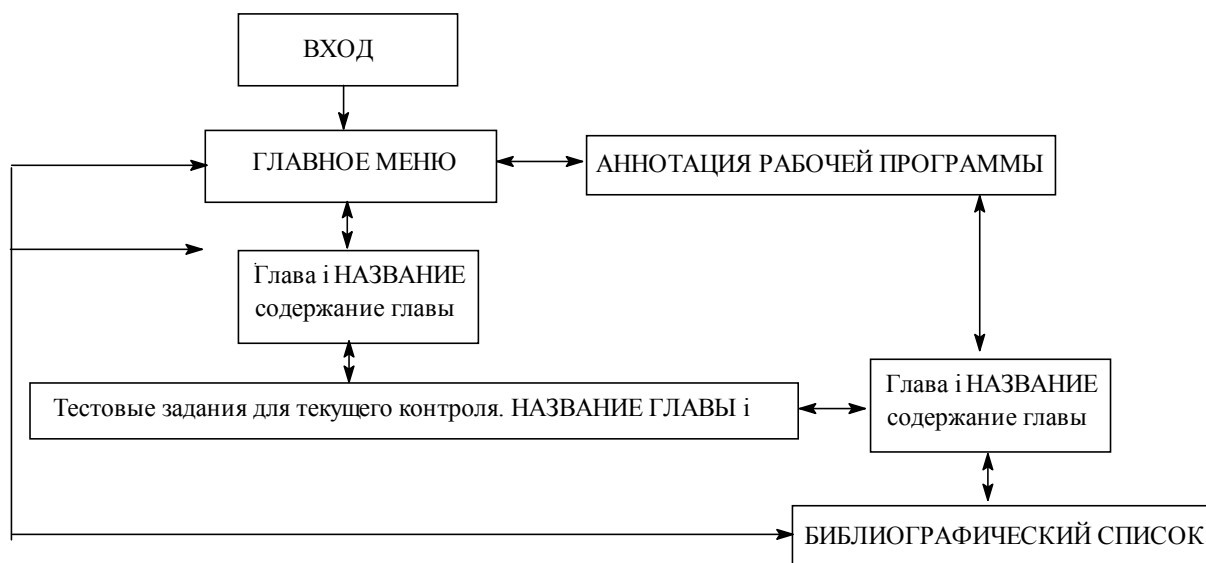 ВХОД
ГЛАВНОЕ МЕНЮ
АННОТАЦИЯ РАБОЧЕЙ ПРОГРАММЫ
Глава i НАЗВАНИЕ
содержание главы
Тестовые задания для текущего контроля. НАЗВАНИЕ ГЛАВЫ i
Глава i НАЗВАНИЕ
содержание главы
БИБЛИОГРАФИЧЕСКИЙ СПИСОК